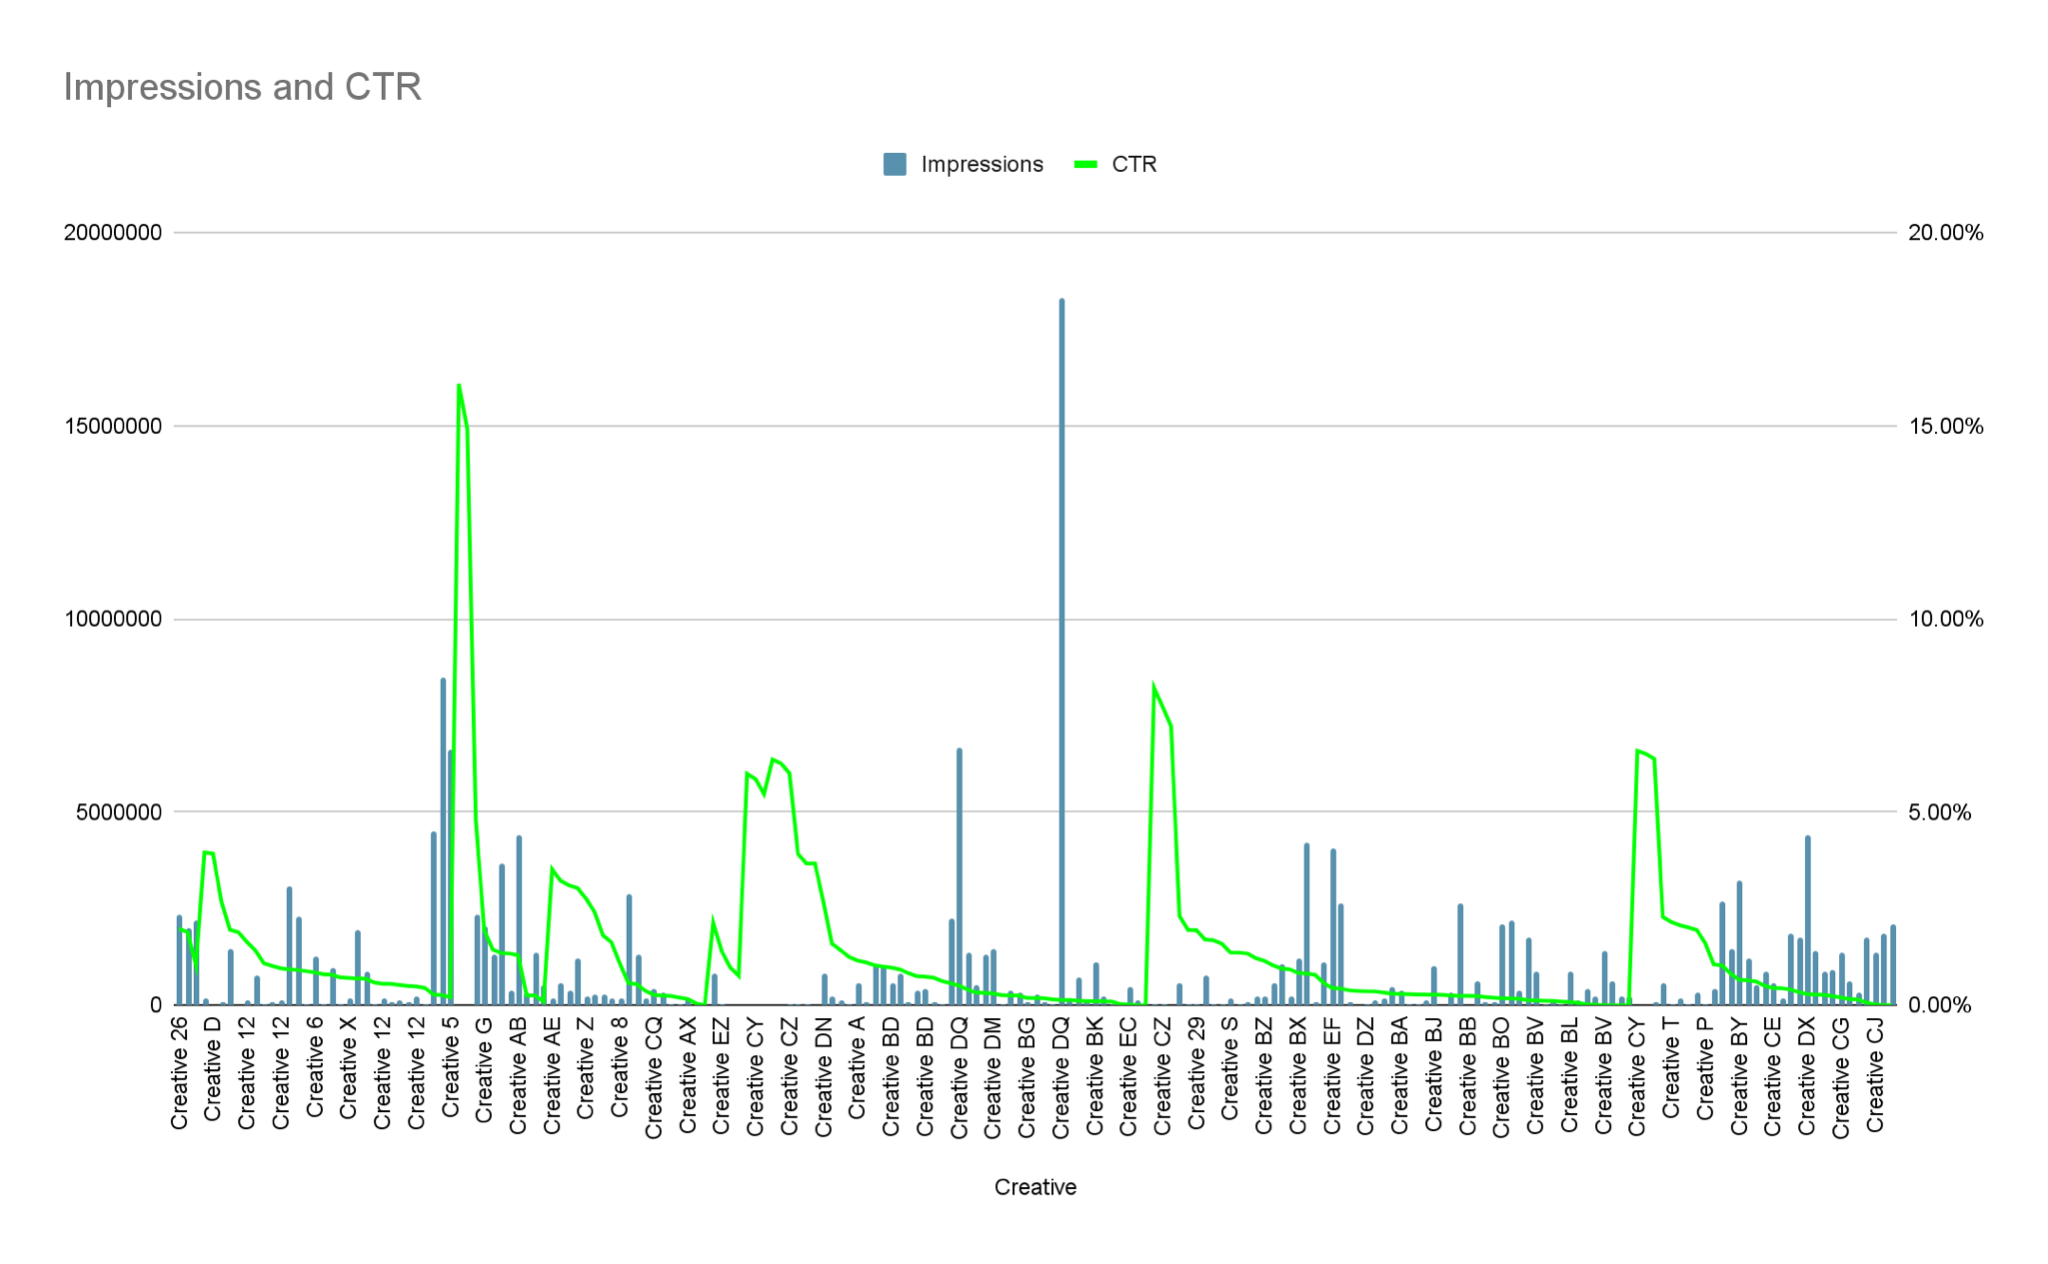 Impressions and CTR
Impressions
CTR
20000000
20.00%
15000000
15.00%
10000000
10.00%
5000000
5.00%
0
0.00%
Creative 26
Creative D
Creative 12
Creative 12
Creative 6
Creative X
Creative 12
Creative 12
Creative 5
Creative G
Creative AB
Creative AE
Creative Z
Creative 8
Creative CQ
Creative AX
Creative EZ
Creative CY
Creative CZ
Creative DN
Creative A
Creative BD
Creative BD
Creative DQ
Creative DM
Creative BG
Creative DQ
Creative BK
Creative EC
Creative CZ
Creative 29
Creative S
Creative BZ
Creative BX
Creative EF
Creative DZ
Creative BA
Creative BJ
Creative BB
Creative BO
Creative BV
Creative BL
Creative BV
Creative CY
Creative T
Creative P
Creative BY
Creative CE
Creative DX
Creative CG
Creative CJ
Creative